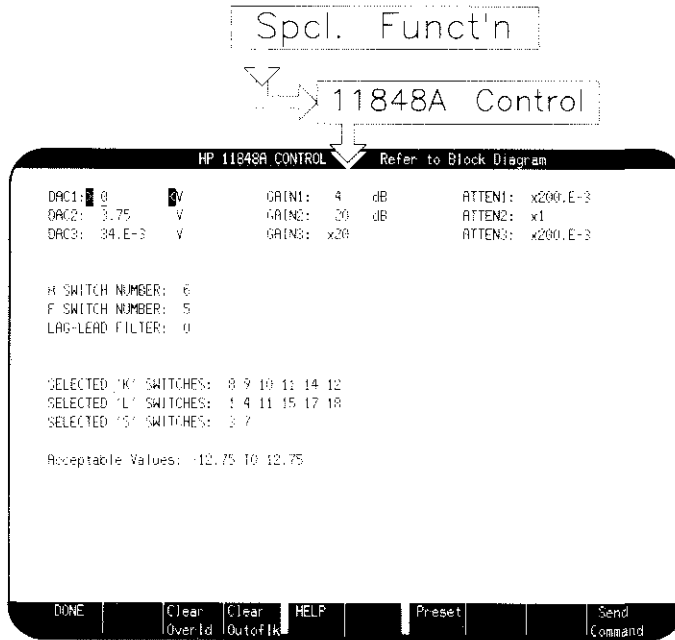 Spcl. Funct'n
11848A Control
HP 11848A CONTROL Refer to Block Diagram
DAC1: 0 V GAIN1: 4 dB ATTEN1: x200.E-3
DAC2: 3.75 V GAIN2: 20 dB ATTEN2: x1
DAC3: 34.E-3 V GAIN3: x20 ATTEN3: x200.E-3
SWITCH NUMBER: 6
F SWITCH NUMBER: 5
LAG-LEAD FILTER: 0
SELECTED 'K' SWITCHES: 8 9 10 11 14 12
SELECTED 'L' SWITCHES: 1 4 11 15 17 18
SELECTED 'S' SWITCHES: 3 7
Acceptable Values: -12.75 TO 12.75
DONE Clear Overld Clear Outoflk HELP Preset Send Command